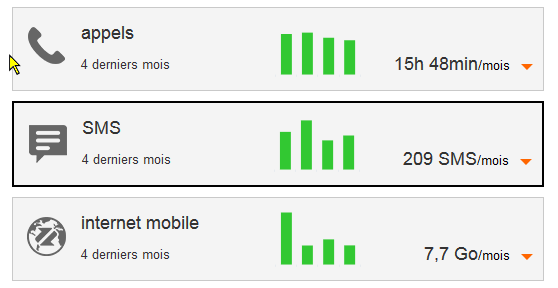 appels
4 derniers mois
15h 48min/mois
SMS
4 derniers mois
209 SMS/mois
internet mobile
4 derniers mois
7,7 Go/mois